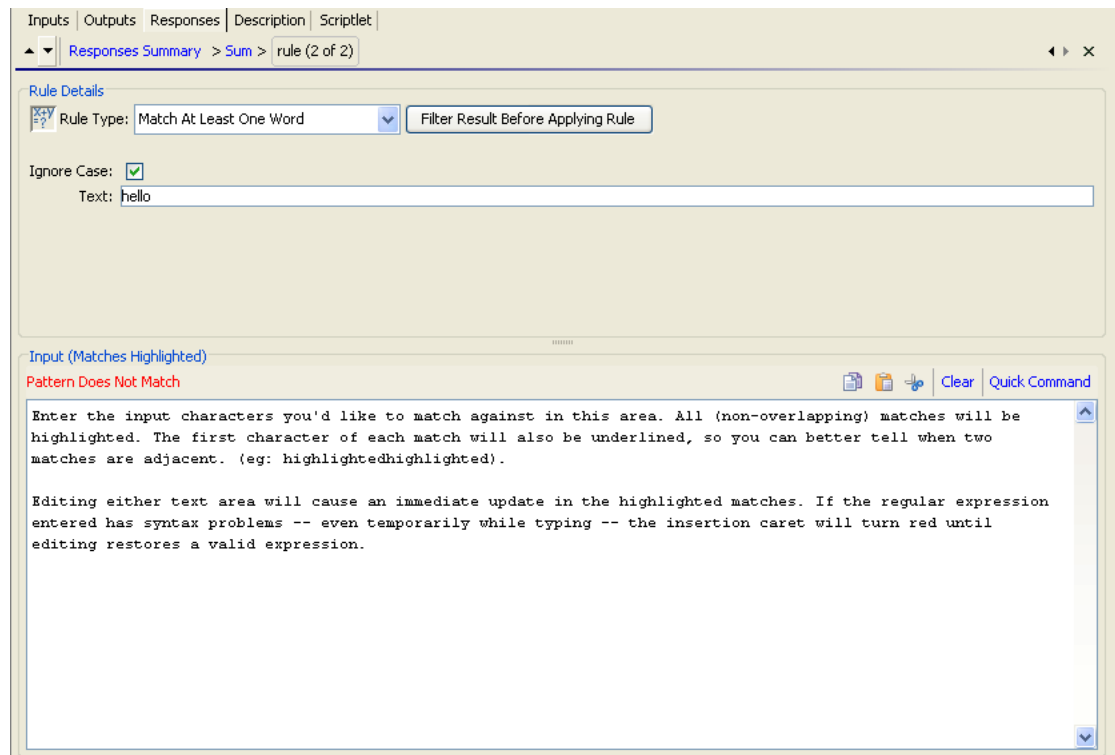 Inputs Outputs Responses Description Scriptlet
Responses Summary > Sum > rule (2 of 2)
Rule Details
X+Y =? Rule Type: Match At Least One Word Filter Result Before Applying Rule
Ignore Case:
Text: hello
Input (Matches Highlighted)
Pattern Does Not Match Clear Quick Command
Enter the input characters you'd like to match against in this area. All (non-overlapping) matches will be
highlighted. The first character of each match will also be underlined, so you can better tell when two
matches are adjacent. (eg: highlightedhighlighted).
Editing either text area will cause an immediate update in the highlighted matches. If the regular expression
entered has syntax problems -- even temporarily while typing -- the insertion caret will turn red until
editing restores a valid expression.